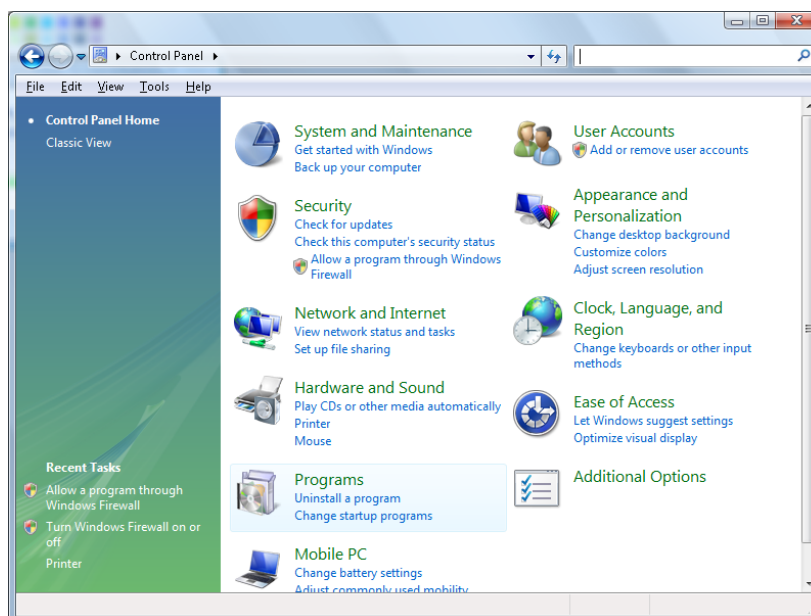 Control Panel
File Edit View Tools Help
Control Panel Home
Classic View
Recent Tasks
Allow a program through
Windows Firewall
Turn Windows Firewall on or
off
Printer
System and Maintenance
Get started with Windows
Back up your computer
Security
Check for updates
Check this computer's security status
Allow a program through Windows
Firewall
Network and Internet
View network status and tasks
Set up file sharing
Hardware and Sound
Play CDs or other media automatically
Printer
Mouse
Programs
Uninstall a program
Change startup programs
Mobile PC
Change battery settings
Adjust commonly used mobility
User Accounts
Add or remove user accounts
Appearance and
Personalization
Change desktop background
Customize colors
Adjust screen resolution
Clock, Language, and
Region
Change keyboards or other input
methods
Ease of Access
Let Windows suggest settings
Optimize visual display
Additional Options